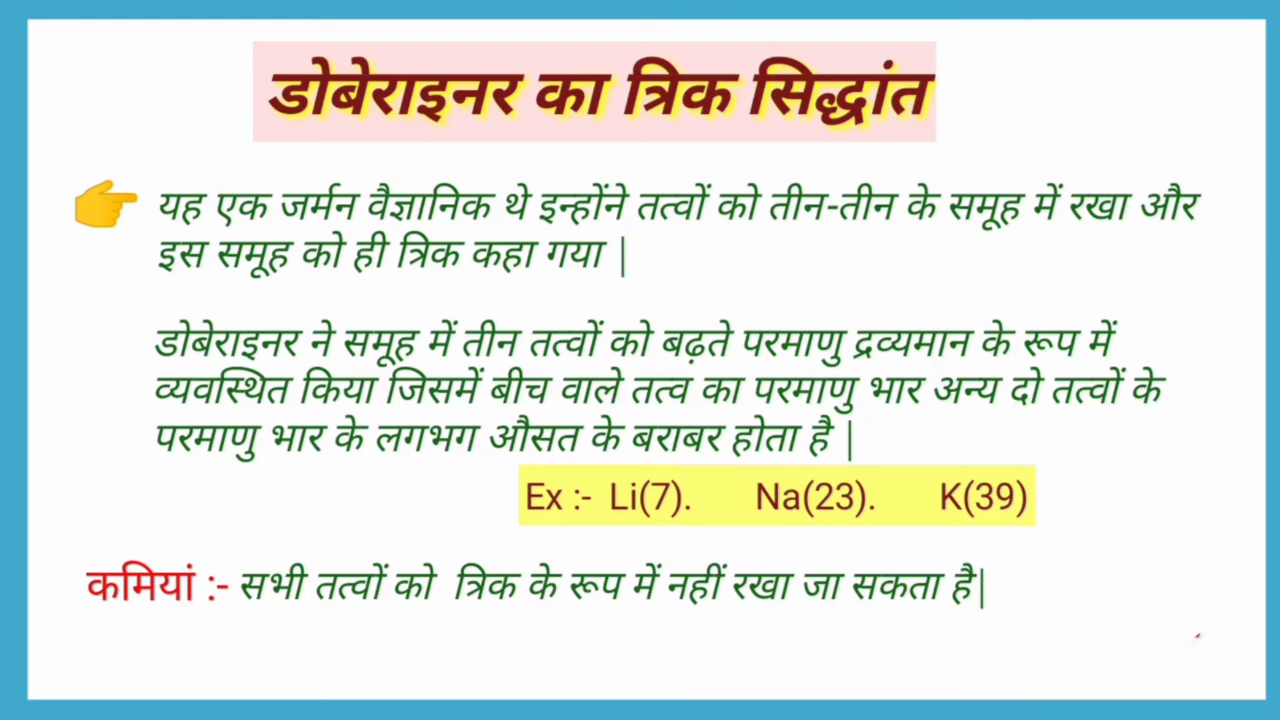 डोबेराइनर का त्रिक सिद्धांत
यह एक जर्मन वैज्ञानिक थे इन्होंने तत्वों को तीन-तीन के समूह में रखा और
इस समूह को ही त्रिक कहा गया |
डोबेराइनर ने समूह में तीन तत्वों को बढ़ते परमाणु द्रव्यमान के रूप में
व्यवस्थित किया जिसमें बीच वाले तत्व का परमाणु भार अन्य दो तत्वों के
परमाणु भार के लगभग औसत के बराबर होता है |
Ex :- Li(7). Na(23). K(39)
कमियां :- सभी तत्वों को त्रिक के रूप में नहीं रखा जा सकता है|